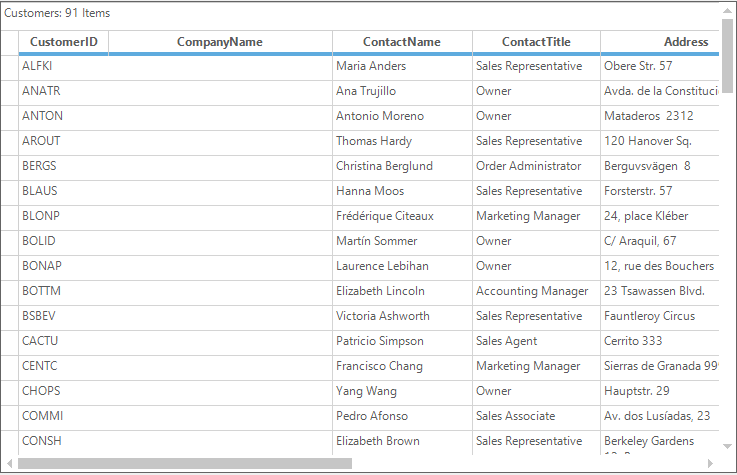 Customers: 91 Items
CustomerID CompanyName ContactName ContactTitle Address
ALFKI Maria Anders Sales Representative Obere Str. 57
ANATR Ana Trujillo Owner Avda. de la Constituci
ANTON Antonio Moreno Owner Mataderos 2312
AROUT Thomas Hardy Sales Representative 120 Hanover Sq.
BERGS Christina Berglund Order Administrator Berguvsvägen 8
BLAUS Hanna Moos Sales Representative Forsterstr. 57
BLONP Frédérique Citeaux Marketing Manager 24, place Kléber
BOLID Martín Sommer Owner C/ Araquil, 67
BONAP Laurence Lebihan Owner 12, rue des Bouchers
BOTTM Elizabeth Lincoln Accounting Manager 23 Tsawassen Blvd.
BSBEV Victoria Ashworth Sales Representative Fauntleroy Circus
CACTU Patricio Simpson Sales Agent Cerrito 333
CENTC Francisco Chang Marketing Manager Sierras de Granada 999
CHOPS Yang Wang Owner Hauptstr. 29
COMMI Pedro Afonso Sales Associate Av. dos Lusíadas, 23
CONSH Elizabeth Brown Sales Representative Berkeley Gardens